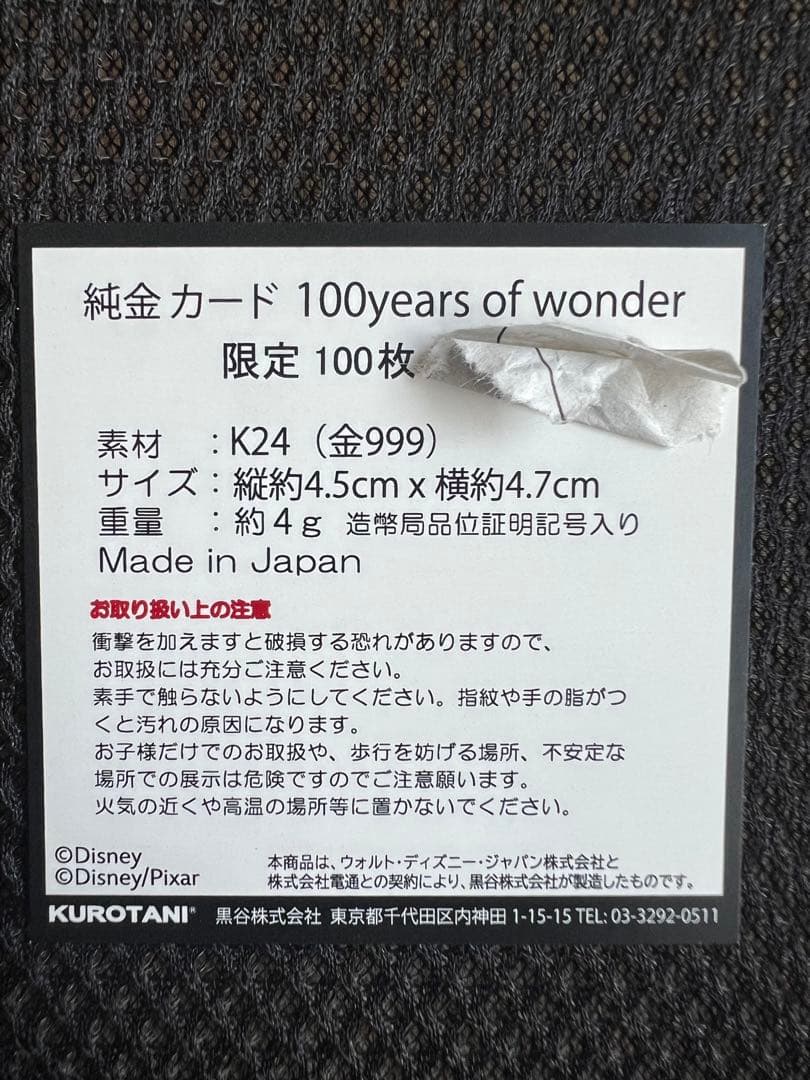 純金カード 100years of wonder
限定 100枚
素材 ：K24（金999）
サイズ：縦約4.5cm x 横約4.7cm
重量 ：約４ｇ 造幣局品位証明記号入り
Made in Japan
お取り扱い上の注意
衝撃を加えますと破損する恐れがありますので、
お取扱には充分ご注意ください。
素手で触らないようにしてください。指紋や手の脂がつ
くと汚れの原因になります。
お子様だけでのお取扱や、歩行を妨げる場所、不安定な
場所での展示は危険ですのでご注意願います。
火気の近くや高温の場所等に置かないでください。
©Disney
©Disney/Pixar
本商品は、ウォルト・ディズニー・ジャパン株式会社と
株式会社電通との契約により、黒谷株式会社が製造したものです。
KUROTANI® 黒谷株式会社 東京都千代田区内神田 1-15-15 TEL: 03-3292-0511